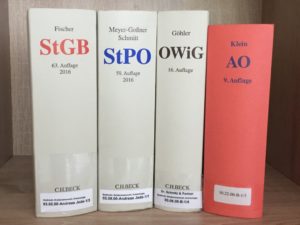 Fischer
StGB
63. Auflage
2016
C.H.BECK
Meyer-Goßner
Schmitt
StPO
59. Auflage
2016
C.H.BECK
Göhler
OWiG
16. Auflage
C.H.BECK
Klein
AO
9. Auflage